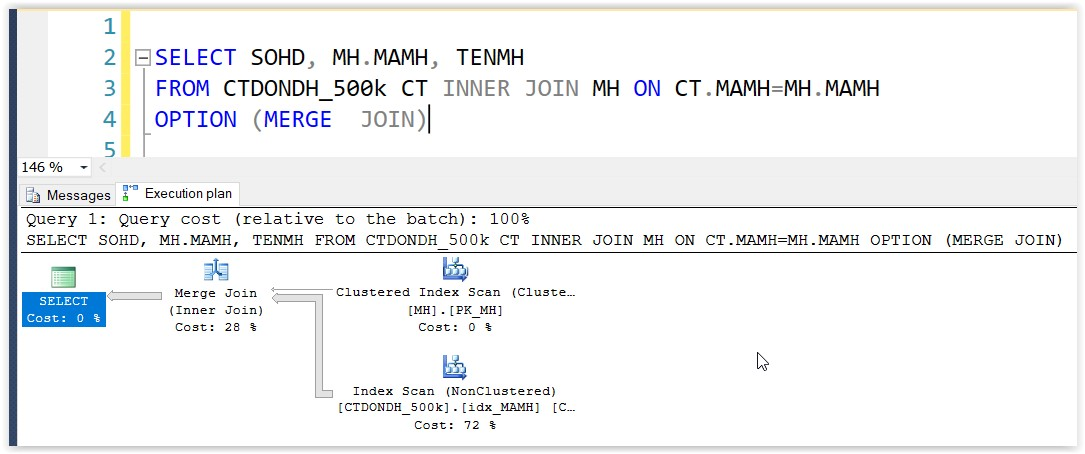 1
2 SELECT SOHD, MH.MAMH, TENMH
3 FROM CTDONDH_500k CT INNER JOIN MH ON CT.MAMH=MH.MAMH
4 OPTION (MERGE  JOIN)
5
146 %
Messages Execution plan
Query 1: Query cost (relative to the batch): 100%
SELECT SOHD, MH.MAMH, TENMH FROM CTDONDH_500k CT INNER JOIN MH ON CT.MAMH=MH.MAMH OPTION (MERGE JOIN)
SELECT
Cost: 0 %
Merge Join
(Inner Join)
Cost: 28 %
Clustered Index Scan (Cluste…
[MH].[PK_MH]
Cost: 0 %
Index Scan (NonClustered)
[CTDONDH_500k].[idx_MAMH] [C…
Cost: 72 %